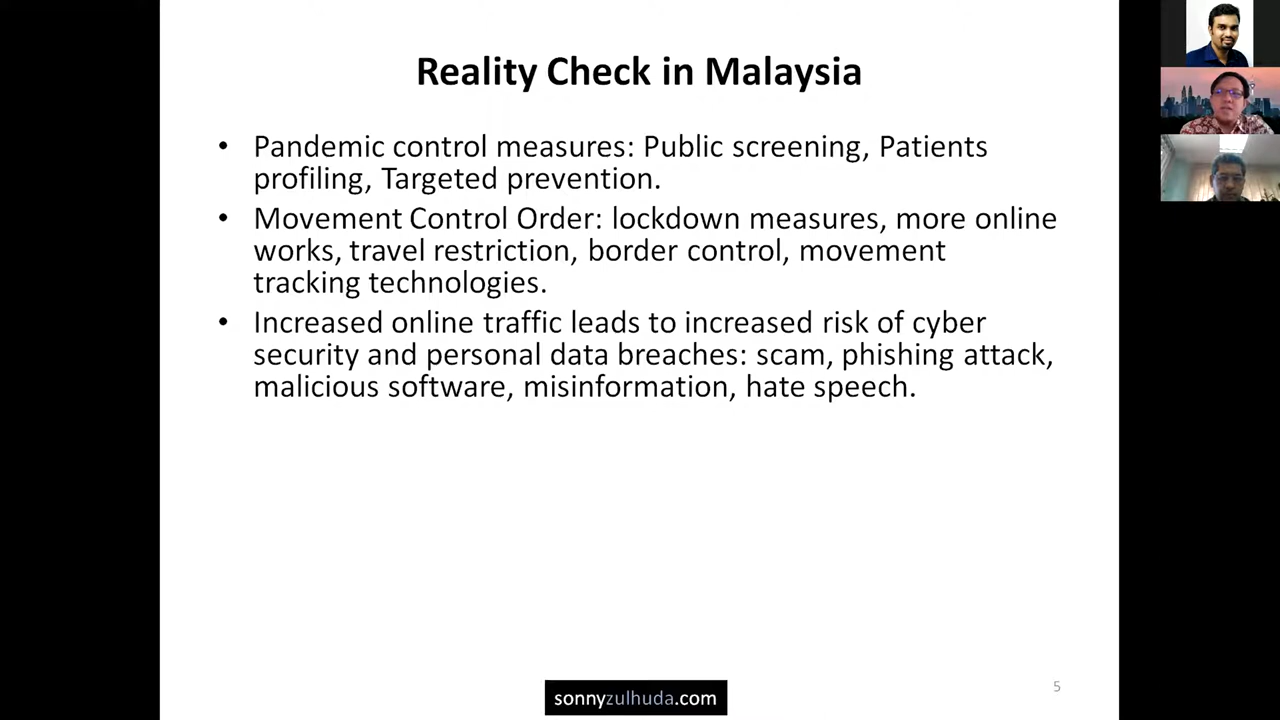 Reality Check in Malaysia
• Pandemic control measures: Public screening, Patients
profiling, Targeted prevention.
• Movement Control Order: lockdown measures, more online
works, travel restriction, border control, movement
tracking technologies.
• Increased online traffic leads to increased risk of cyber
security and personal data breaches: scam, phishing attack,
malicious software, misinformation, hate speech.
sonnyzulhuda.com
5